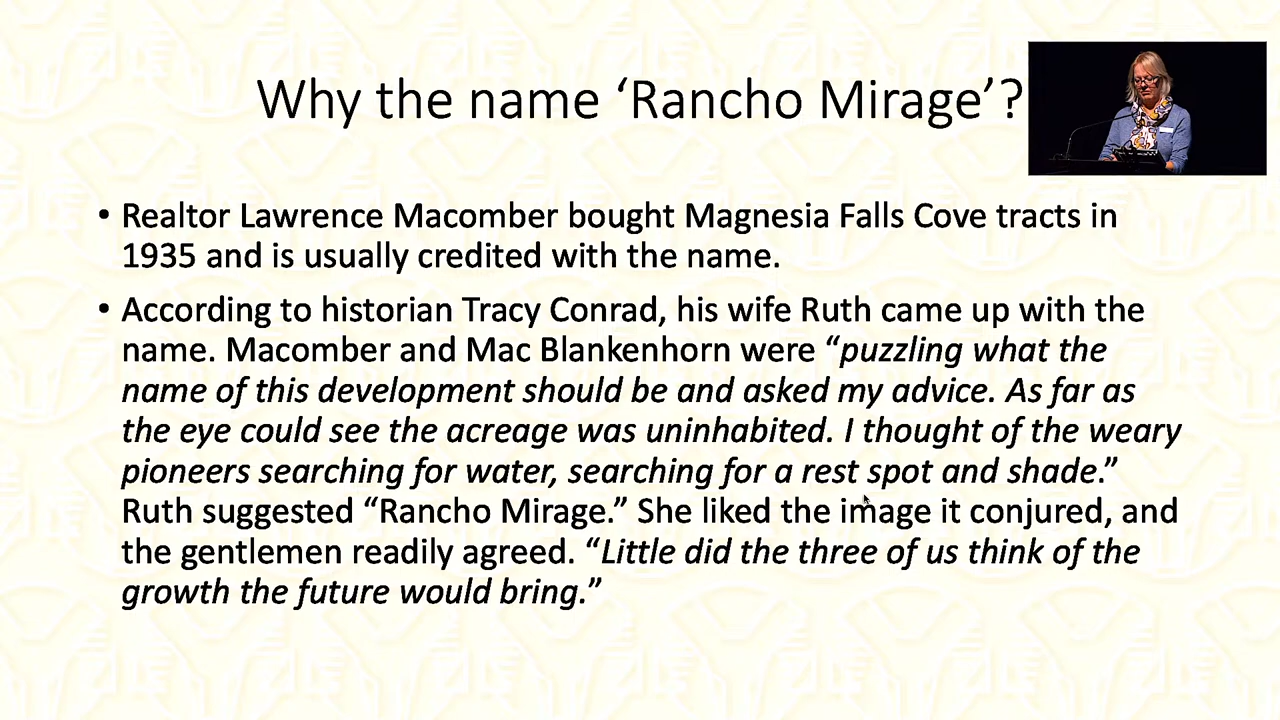 Why the name ‘Rancho Mirage’?
• Realtor Lawrence Macomber bought Magnesia Falls Cove tracts in
1935 and is usually credited with the name.
• According to historian Tracy Conrad, his wife Ruth came up with the
name. Macomber and Mac Blankenhorn were “puzzling what the
name of this development should be and asked my advice. As far as
the eye could see the acreage was uninhabited. I thought of the weary
pioneers searching for water, searching for a rest spot and shade.”
Ruth suggested “Rancho Mirage.” She liked the image it conjured, and
the gentlemen readily agreed. “Little did the three of us think of the
growth the future would bring.”